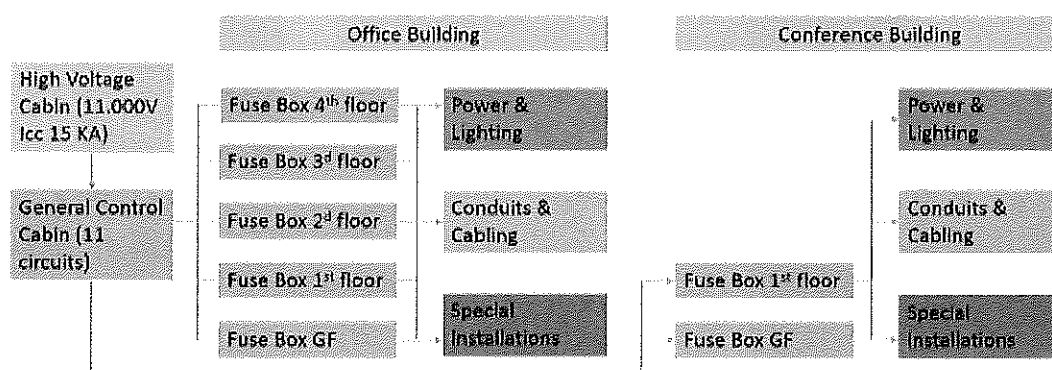 Office Building
Conference Building
High Voltage
Cabin (11.000V
Icc 15 KA)
General Control
Cabin (11
circuits)
Fuse Box 4th floor
Fuse Box 3d floor
Fuse Box 2d floor
Fuse Box 1st floor
Fuse Box GF
Power &
Lighting
Conduits &
Cabling
Special
Installations
Fuse Box 1st floor
Fuse Box GF
Power &
Lighting
Conduits &
Cabling
Special
Installations